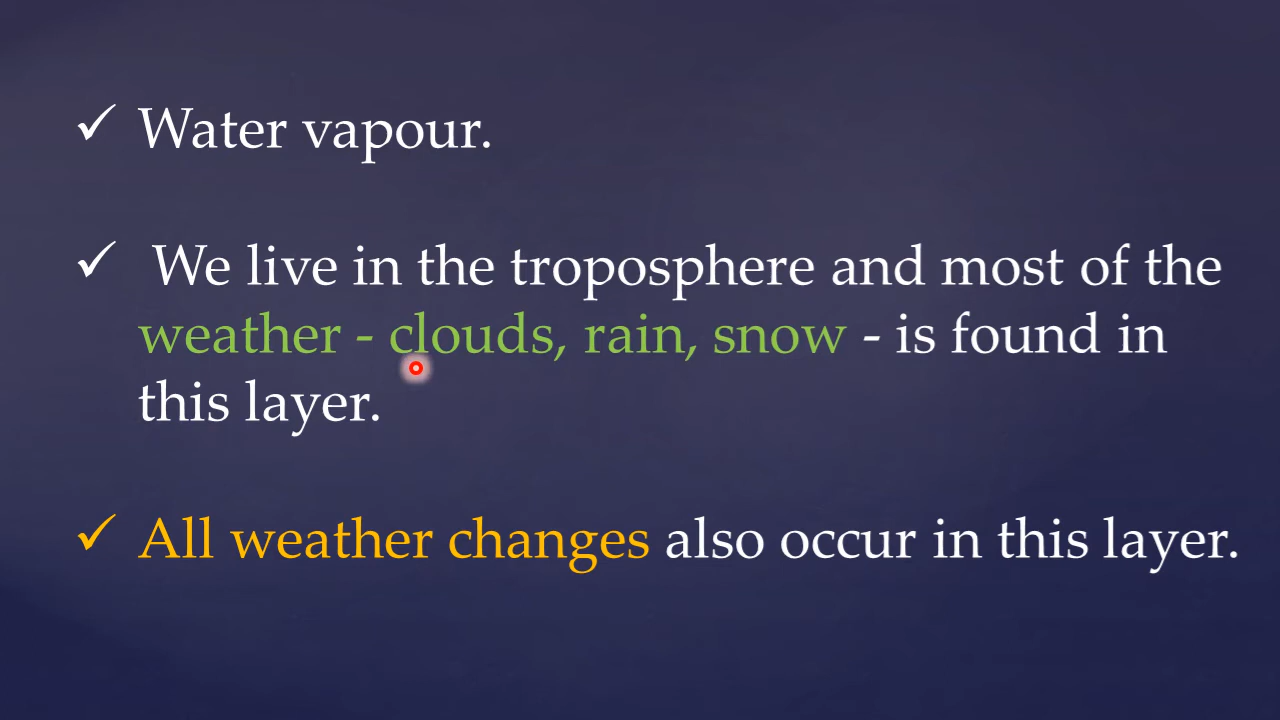 ✓ Water vapour.
✓ We live in the troposphere and most of the
weather - clouds, rain, snow - is found in
this layer.
✓ All weather changes also occur in this layer.